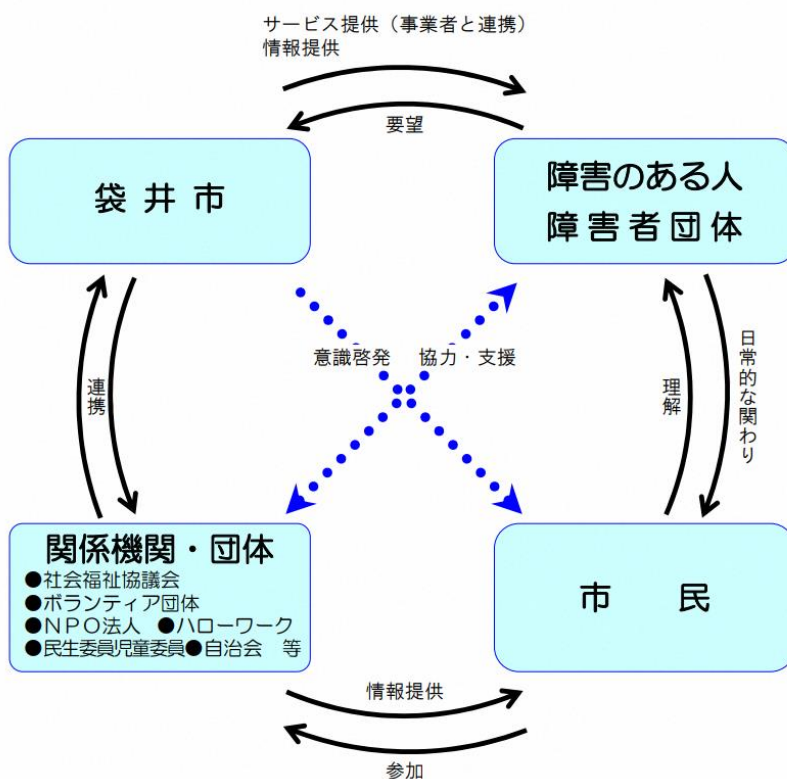 サービス提供（事業者と連携）
情報提供
要望
袋井市
障害のある人
障害者団体
意識啓発
協力・支援
連携
理解
日常的な関わり
関係機関・団体
●社会福祉協議会
●ボランティア団体
●ＮＰＯ法人　●ハローワーク
●民生委員児童委員●自治会　等
市　　民
情報提供
参加